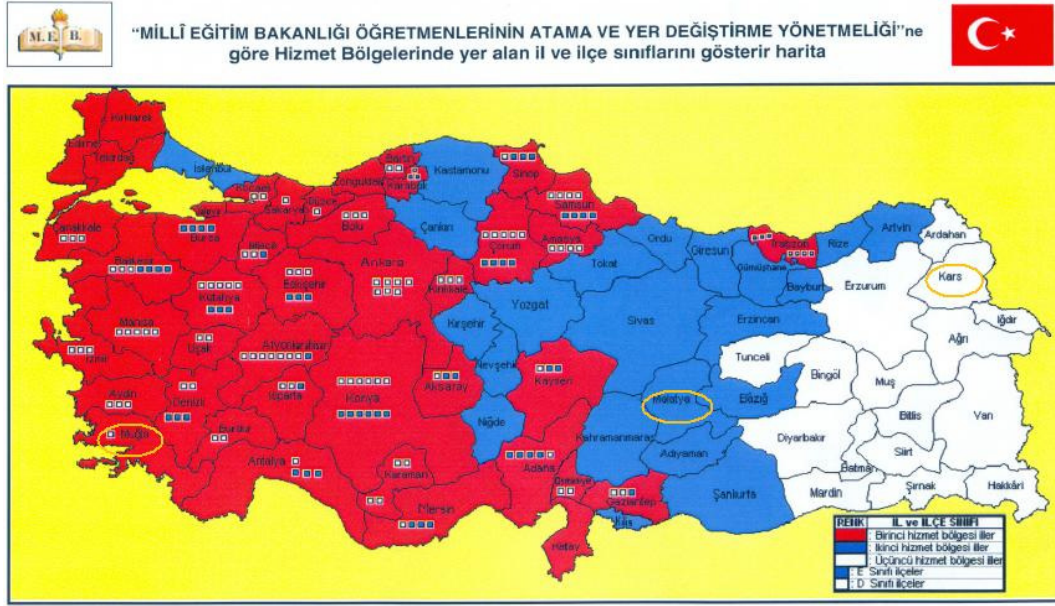 M. E. B.
“MİLLÎ EĞİTİM BAKANLIĞI ÖĞRETMENLERİNİN ATAMA VE YER DEĞİŞTİRME YÖNETMELİĞİ”ne
göre Hizmet Bölgelerinde yer alan il ve ilçe sınıflarını gösterir harita
Kırklareli
Edirne
Tekirdağ
İstanbul
Kocaeli
Sakarya
Düzce
Zonguldak
Bartın
Karabük
Kastamonu
Sinop
Samsun
Çankırı
Bolu
Yalova
Bursa
Bilecik
Çanakkale
Balıkesir
Kütahya
Eskişehir
Ankara
Kırıkkale
Çorum
Amasya
Tokat
Ordu
Giresun
Trabzon
Gümüşhane
Rize
Artvin
Ardahan
Kars
Iğdır
Ağrı
Erzurum
Bayburt
Erzincan
Sivas
Yozgat
Kırşehir
Nevşehir
Aksaray
Niğde
Kayseri
Manisa
İzmir
Uşak
Afyonkarahisar
Aydın
Denizli
Isparta
Burdur
Muğla
Antalya
Konya
Karaman
Mersin
Adana
Osmaniye
Hatay
Gaziantep
Kilis
Kahramanmaraş
Malatya
Adıyaman
Şanlıurfa
Elazığ
Tunceli
Bingöl
Muş
Bitlis
Van
Diyarbakır
Batman
Siirt
Mardin
Şırnak
Hakkâri
RENK İL ve İLÇE SINIFI
: Birinci hizmet bölgesi iller
: İkinci hizmet bölgesi iller
: Üçüncü hizmet bölgesi iller
: E Sınıfı ilçeler
: D Sınıfı ilçeler